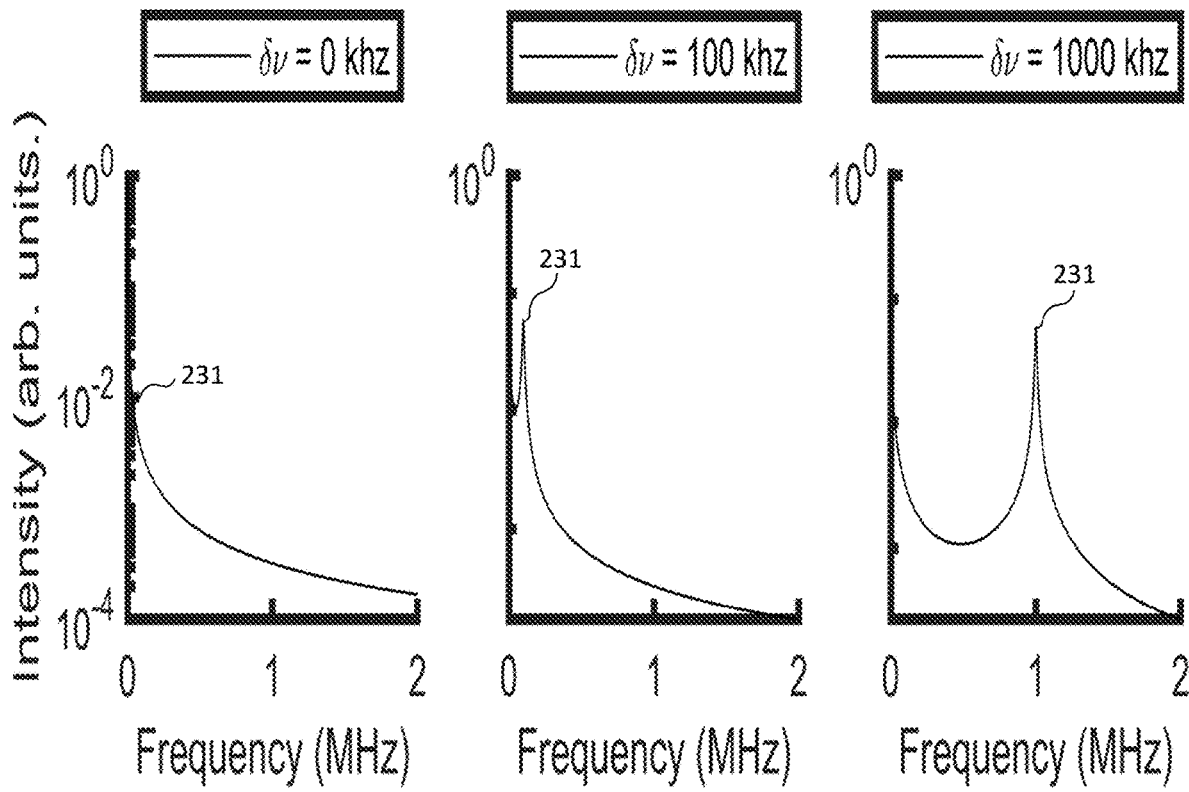 δν = 0 khz
δν = 100 khz
δν = 1000 khz
Intensity (arb. units.)
10^0
10^-2
10^-4
231
0 1 2
Frequency (MHz)
10^0
231
0 1 2
Frequency (MHz)
10^0
231
0 1 2
Frequency (MHz)